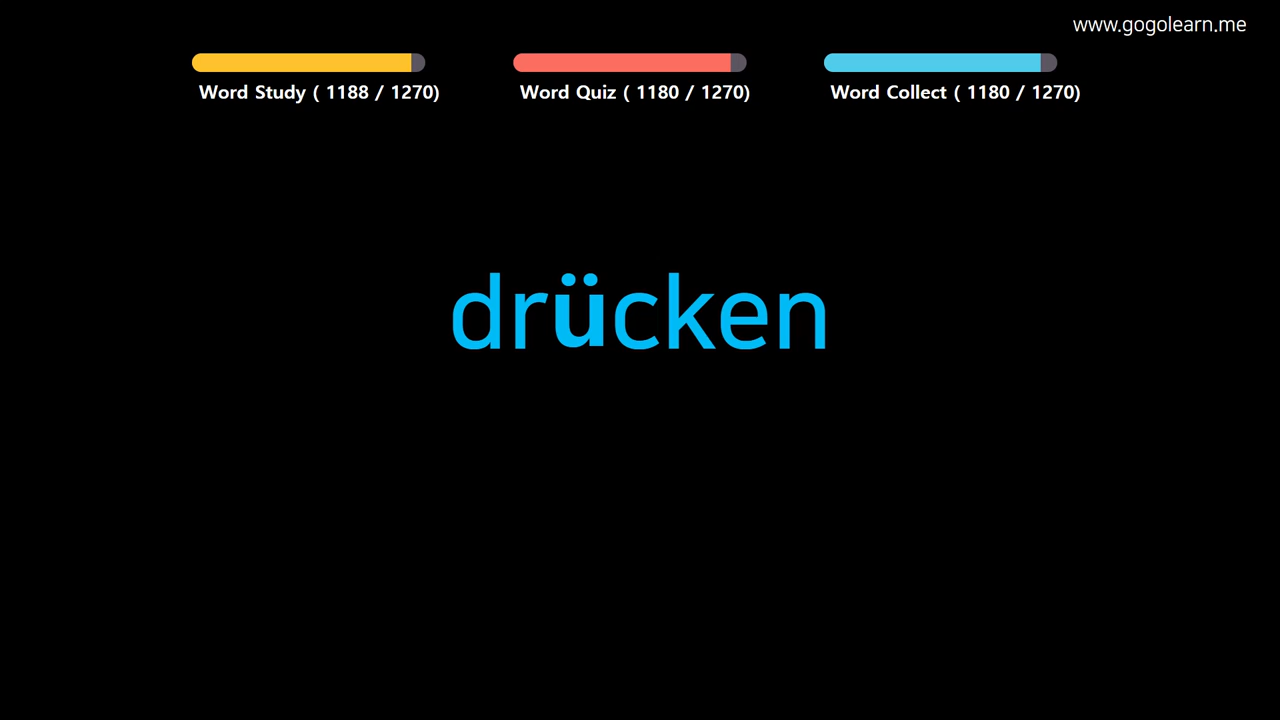 www.gogolearn.me
Word Study ( 1188 / 1270)
Word Quiz ( 1180 / 1270)
Word Collect ( 1180 / 1270)
drücken